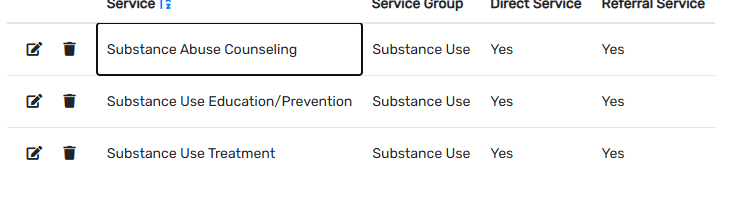 Service Service Group Direct Service Referral Service
Substance Abuse Counseling Substance Use Yes Yes
Substance Use Education/Prevention Substance Use Yes Yes
Substance Use Treatment Substance Use Yes Yes